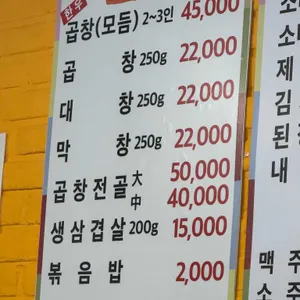 한우
곱창(모듬) 2~3인 45,000
곱창 250g 22,000
대창 250g 22,000
막창 250g 22,000
곱창전골 大 50,000
中 40,000
생삼겹살 200g 15,000
볶음밥 2,000
소
소
제
김
된
내
맥주
소